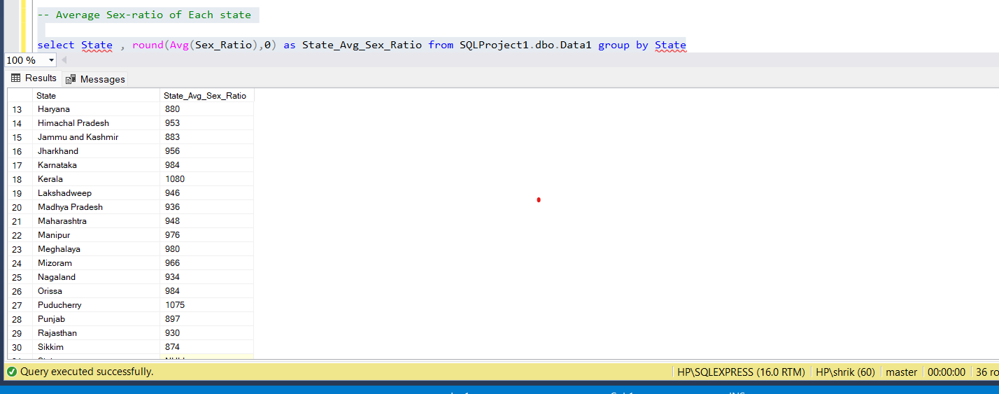 -- Average Sex-ratio of Each state
select State , round(Avg(Sex_Ratio),0) as State_Avg_Sex_Ratio from SQLProject1.dbo.Data1 group by State
100 %
Results Messages
State State_Avg_Sex_Ratio
13 Haryana 880
14 Himachal Pradesh 953
15 Jammu and Kashmir 883
16 Jharkhand 956
17 Karnataka 984
18 Kerala 1080
19 Lakshadweep 946
20 Madhya Pradesh 936
21 Maharashtra 948
22 Manipur 976
23 Meghalaya 980
24 Mizoram 966
25 Nagaland 934
26 Orissa 984
27 Puducherry 1075
28 Punjab 897
29 Rajasthan 930
30 Sikkim 874
Query executed successfully. HP\SQLEXPRESS (16.0 RTM) HP\shrik (60) master 00:00:00 36 ro